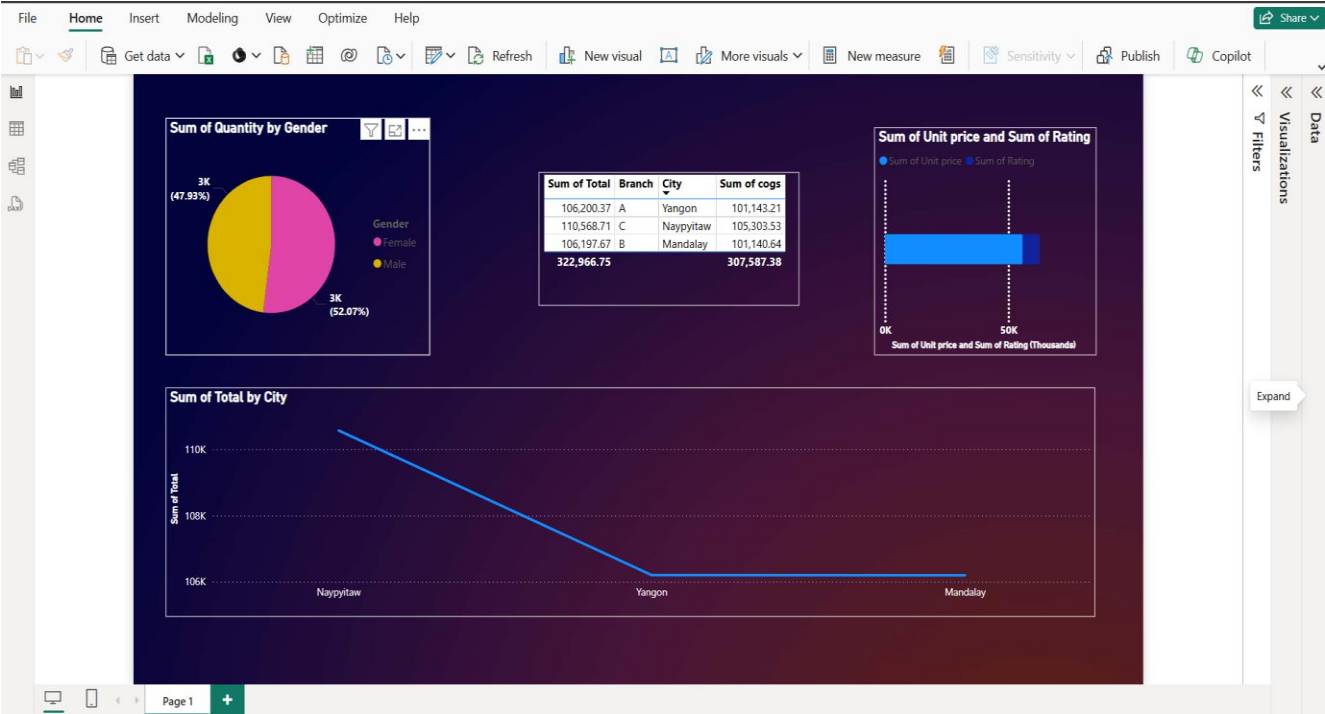 File Home Insert Modeling View Optimize Help Share
Get data Refresh New visual More visuals New measure Sensitivity Publish Copilot
Sum of Quantity by Gender
3K
(47.93%)
Gender
Female
Male
3K
(52.07%)
Sum of Total Branch City Sum of cogs
106,200.37 A Yangon 101,143.21
110,568.71 C Naypyitaw 105,303.53
106,197.67 B Mandalay 101,140.64
322,966.75 307,587.38
Sum of Unit price and Sum of Rating
Sum of Unit price Sum of Rating
0K 50K
Sum of Unit price and Sum of Rating (Thousands)
Sum of Total by City
Sum of Total
110K
108K
106K
Naypyitaw Yangon Mandalay
Filters
Visualizations
Data
Expand
Page 1